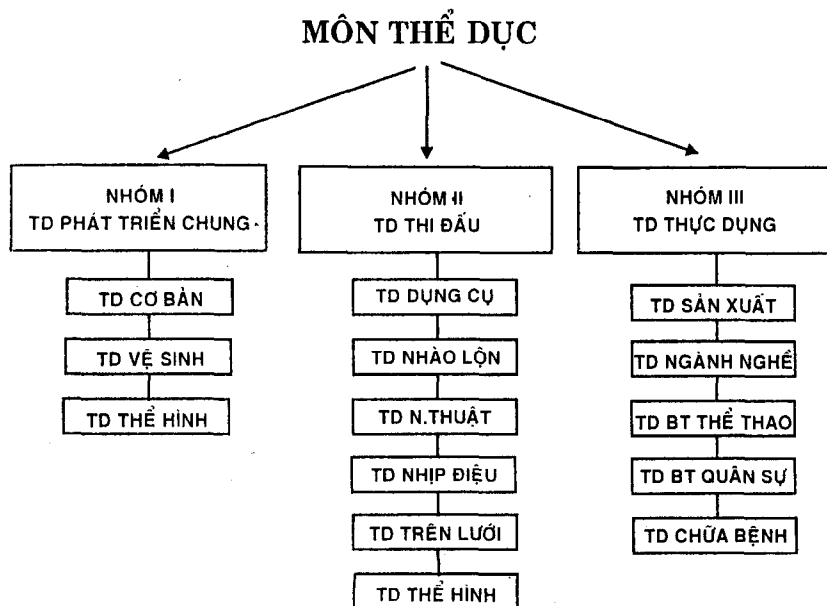 MÔN THỂ DỤC
NHÓM I
TD PHÁT TRIỂN CHUNG
TD CƠ BẢN
TD VỆ SINH
TD THỂ HÌNH
NHÓM II
TD THI ĐẤU
TD DỤNG CỤ
TD NHÀO LỘN
TD N.THUẬT
TD NHỊP ĐIỆU
TD TRÊN LƯỚI
TD THỂ HÌNH
NHÓM III
TD THỰC DỤNG
TD SẢN XUẤT
TD NGÀNH NGHỀ
TD BT THỂ THAO
TD BT QUÂN SỰ
TD CHỮA BỆNH